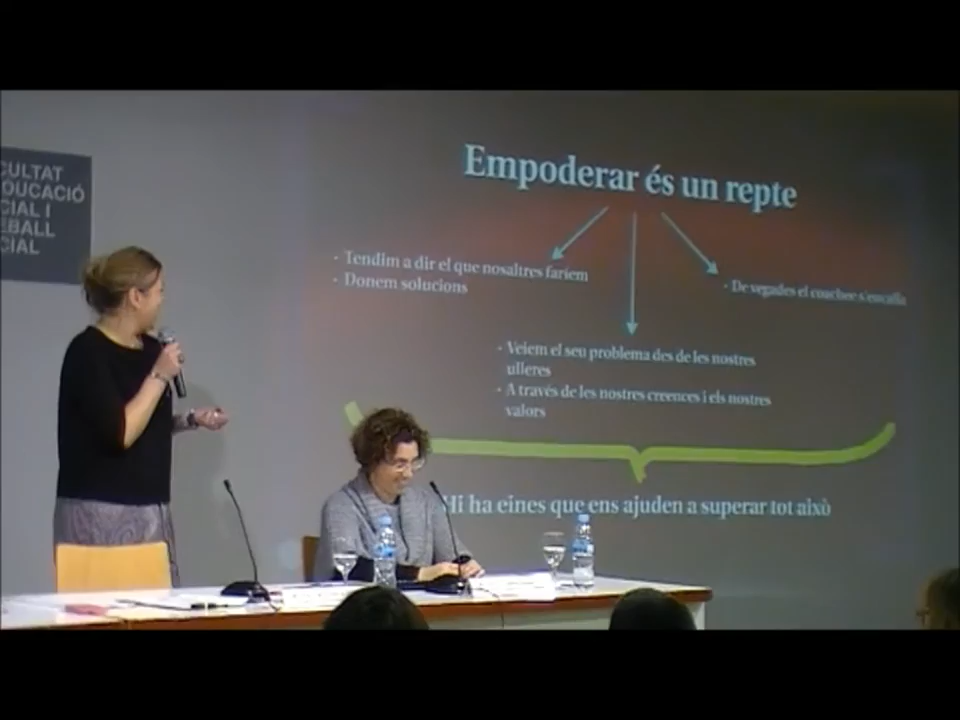 CULTAT
DUCACIÓ
CIAL I
EBALL
CIAL
Empoderar és un repte
· Tendim a dir el que nosaltres faríem
· Donem solucions
· De vegades el coachee s'encalla
· Veiem el seu problema des de les nostres
ulleres
· A través de les nostres creences i els nostres
valors
Hi ha eines que ens ajuden a superar tot això